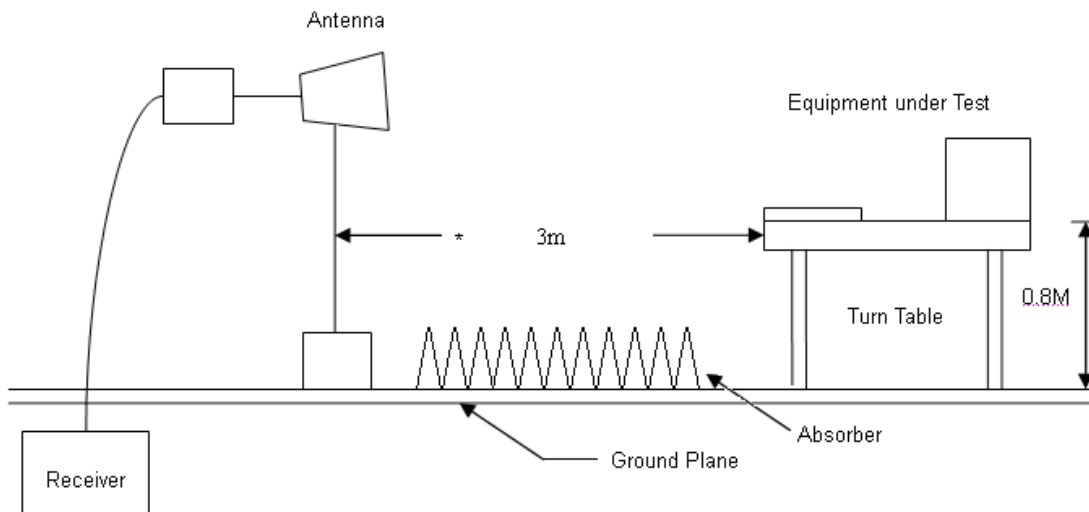 Antenna
Equipment under Test
* 3m
0.8M
Turn Table
Absorber
Ground Plane
Receiver